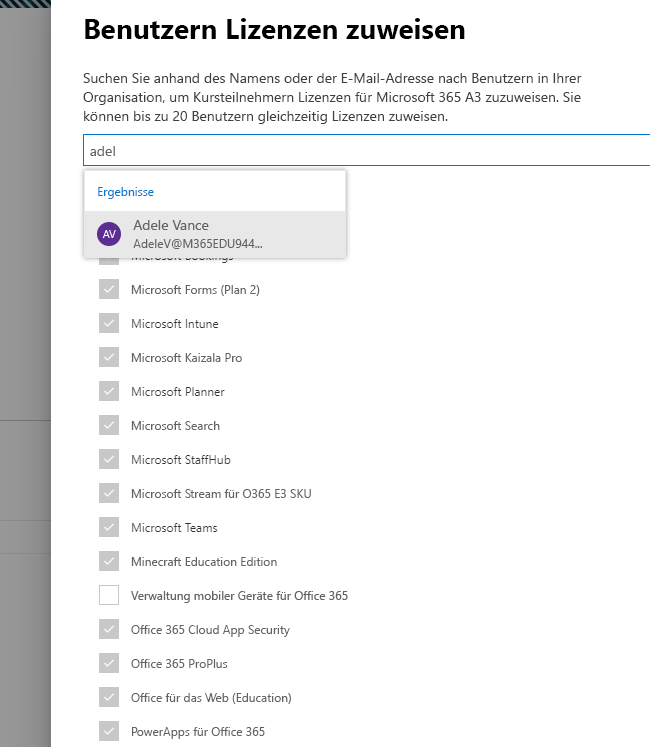 Benutzern Lizenzen zuweisen
Suchen Sie anhand des Namens oder der E-Mail-Adresse nach Benutzern in Ihrer
Organisation, um Kursteilnehmern Lizenzen für Microsoft 365 A3 zuzuweisen. Sie
können bis zu 20 Benutzern gleichzeitig Lizenzen zuweisen.
adel
Ergebnisse
AV
Adele Vance
AdeleV@M365EDU944...
Microsoft Bookings
Microsoft Forms (Plan 2)
Microsoft Intune
Microsoft Kaizala Pro
Microsoft Planner
Microsoft Search
Microsoft StaffHub
Microsoft Stream für O365 E3 SKU
Microsoft Teams
Minecraft Education Edition
Verwaltung mobiler Geräte für Office 365
Office 365 Cloud App Security
Office 365 ProPlus
Office für das Web (Education)
PowerApps für Office 365